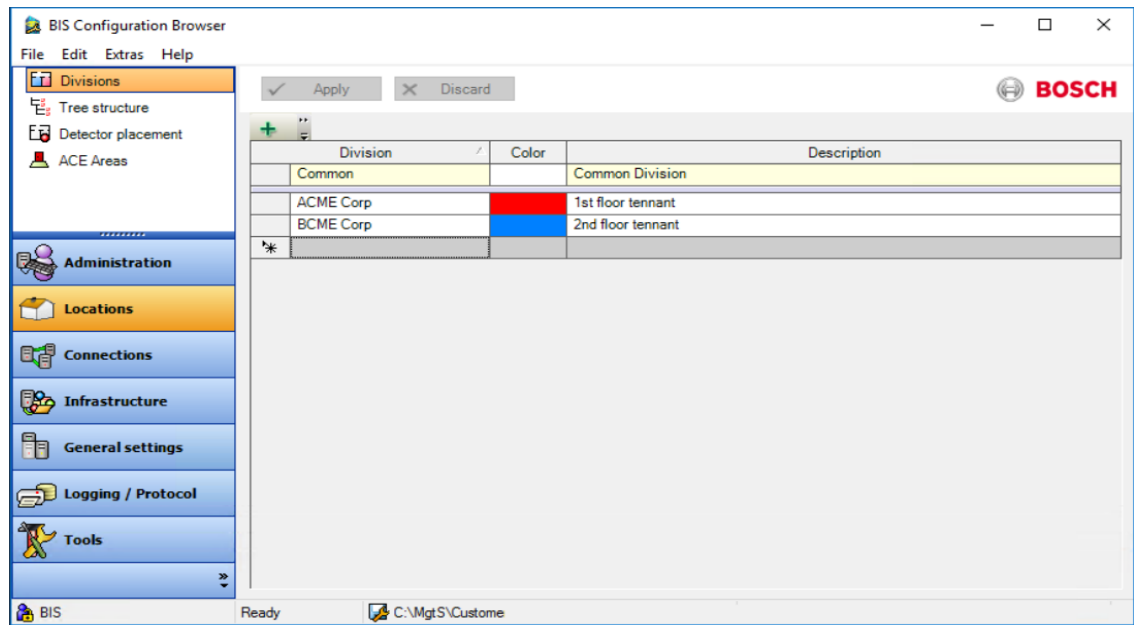 BIS Configuration Browser
File Edit Extras Help
Divisions
Tree structure
Detector placement
ACE Areas
Administration
Locations
Connections
Infrastructure
General settings
Logging / Protocol
Tools
Apply Discard
BOSCH
Division Color Description
Common Common Division
ACME Corp 1st floor tennant
BCME Corp 2nd floor tennant
BIS Ready C:\MgtS\Custome